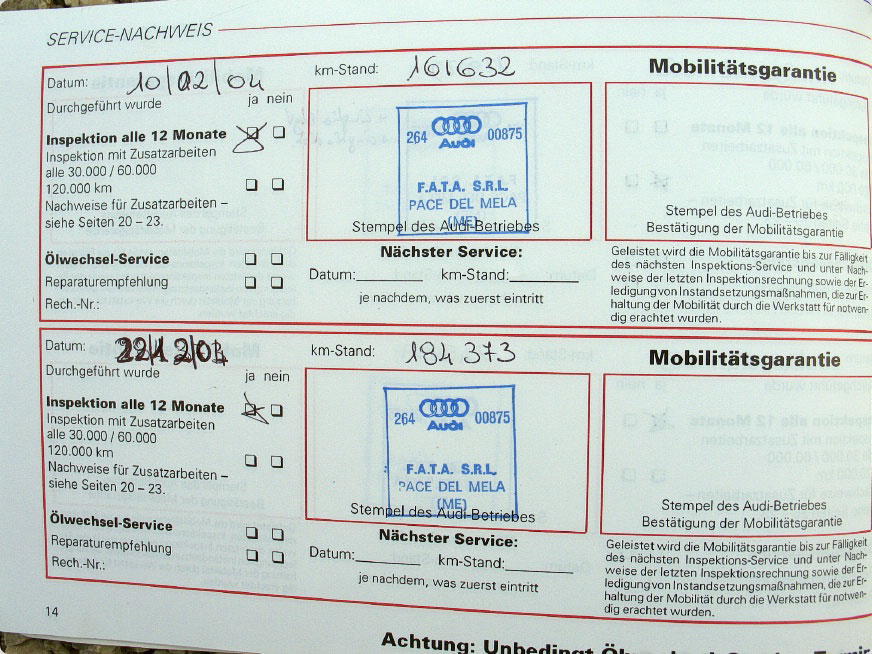 SERVICE-NACHWEIS
Datum: 10/02/04
km-Stand: 161632
Mobilitätsgarantie
Durchgeführt wurde ja nein
Inspektion alle 12 Monate
Inspektion mit Zusatzarbeiten
alle 30.000 / 60.000
120.000 km
Nachweise für Zusatzarbeiten –
siehe Seiten 20 – 23.
Ölwechsel-Service
Reparaturempfehlung
Rech.-Nr.:
264 00875
Audi
F.A.T.A. S.R.L.
PACE DEL MELA
(ME)
Stempel des Audi-Betriebes
Nächster Service:
Datum: km-Stand:
je nachdem, was zuerst eintritt
Stempel des Audi-Betriebes
Bestätigung der Mobilitätsgarantie
Geleistet wird die Mobilitätsgarantie bis zur Fälligkeit
des nächsten Inspektions-Service und unter Nach-
weise der letzten Inspektionsrechnung sowie der Er-
ledigung von Instandsetzungsmaßnahmen, die zur Er-
haltung der Mobilität durch die Werkstatt für notwen-
dig erachtet wurden.
Datum:
km-Stand: 184373
Mobilitätsgarantie
Durchgeführt wurde ja nein
Inspektion alle 12 Monate
Inspektion mit Zusatzarbeiten
alle 30.000 / 60.000
120.000 km
Nachweise für Zusatzarbeiten –
siehe Seiten 20 – 23.
Ölwechsel-Service
Reparaturempfehlung
Rech.-Nr.:
264 00875
Audi
F.A.T.A. S.R.L.
PACE DEL MELA
(ME)
Stempel des Audi-Betriebes
Nächster Service:
Datum: km-Stand:
je nachdem, was zuerst eintritt
Stempel des Audi-Betriebes
Bestätigung der Mobilitätsgarantie
Geleistet wird die Mobilitätsgarantie bis zur Fälligkeit
des nächsten Inspektions-Service und unter Nach-
weise der letzten Inspektionsrechnung sowie der Er-
ledigung von Instandsetzungsmaßnahmen, die zur Er-
haltung der Mobilität durch die Werkstatt für notwen-
dig erachtet wurden.
14
Achtung: Unbedingt